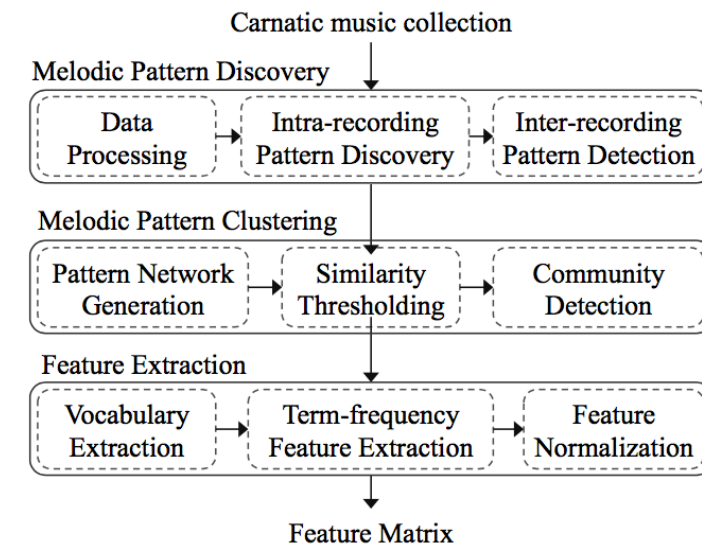 Carnatic music collection
Melodic Pattern Discovery
Data
Processing
Intra-recording
Pattern Discovery
Inter-recording
Pattern Detection
Melodic Pattern Clustering
Pattern Network
Generation
Similarity
Thresholding
Community
Detection
Feature Extraction
Vocabulary
Extraction
Term-frequency
Feature Extraction
Feature
Normalization
Feature Matrix